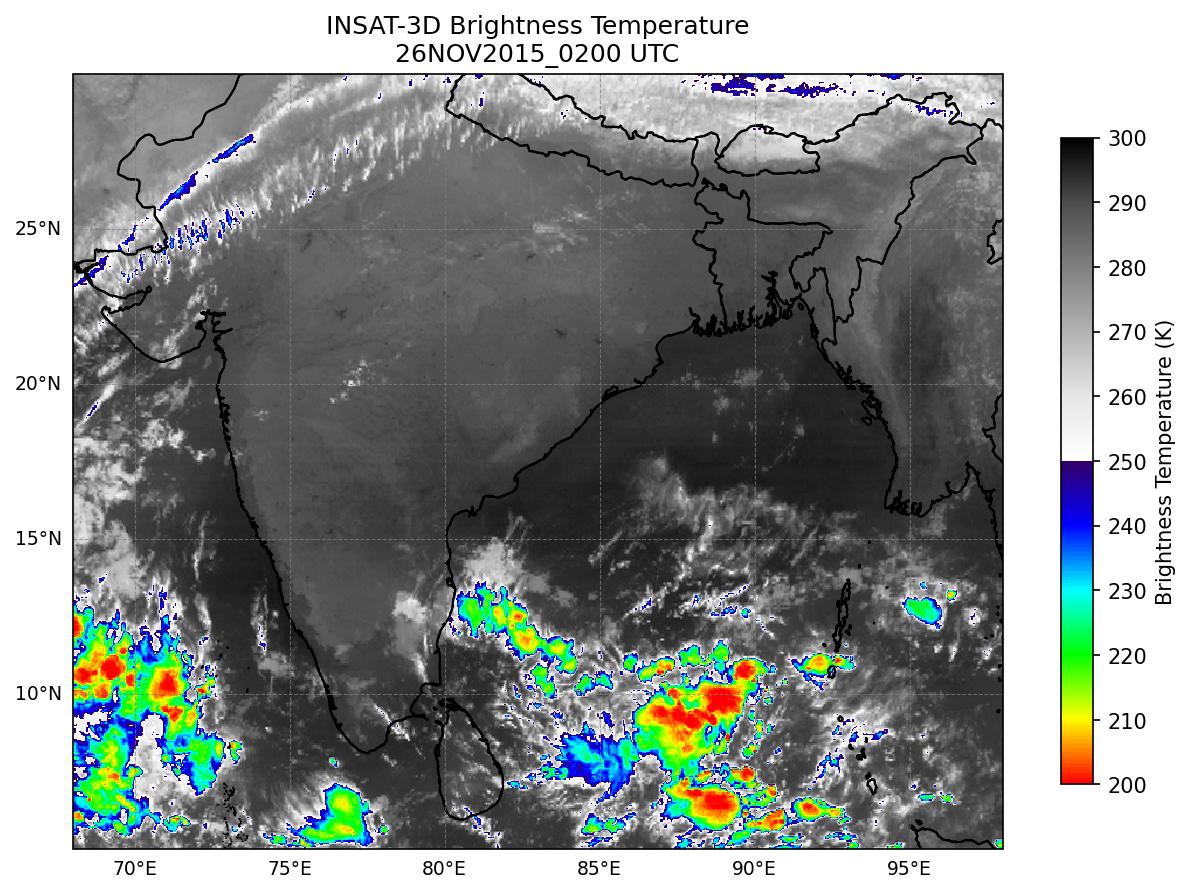 INSAT-3D Brightness Temperature
26NOV2015_0200 UTC
25°N
20°N
15°N
10°N
70°E
75°E
80°E
85°E
90°E
95°E
300
290
280
270
260
250
240
230
220
210
200
Brightness Temperature (K)